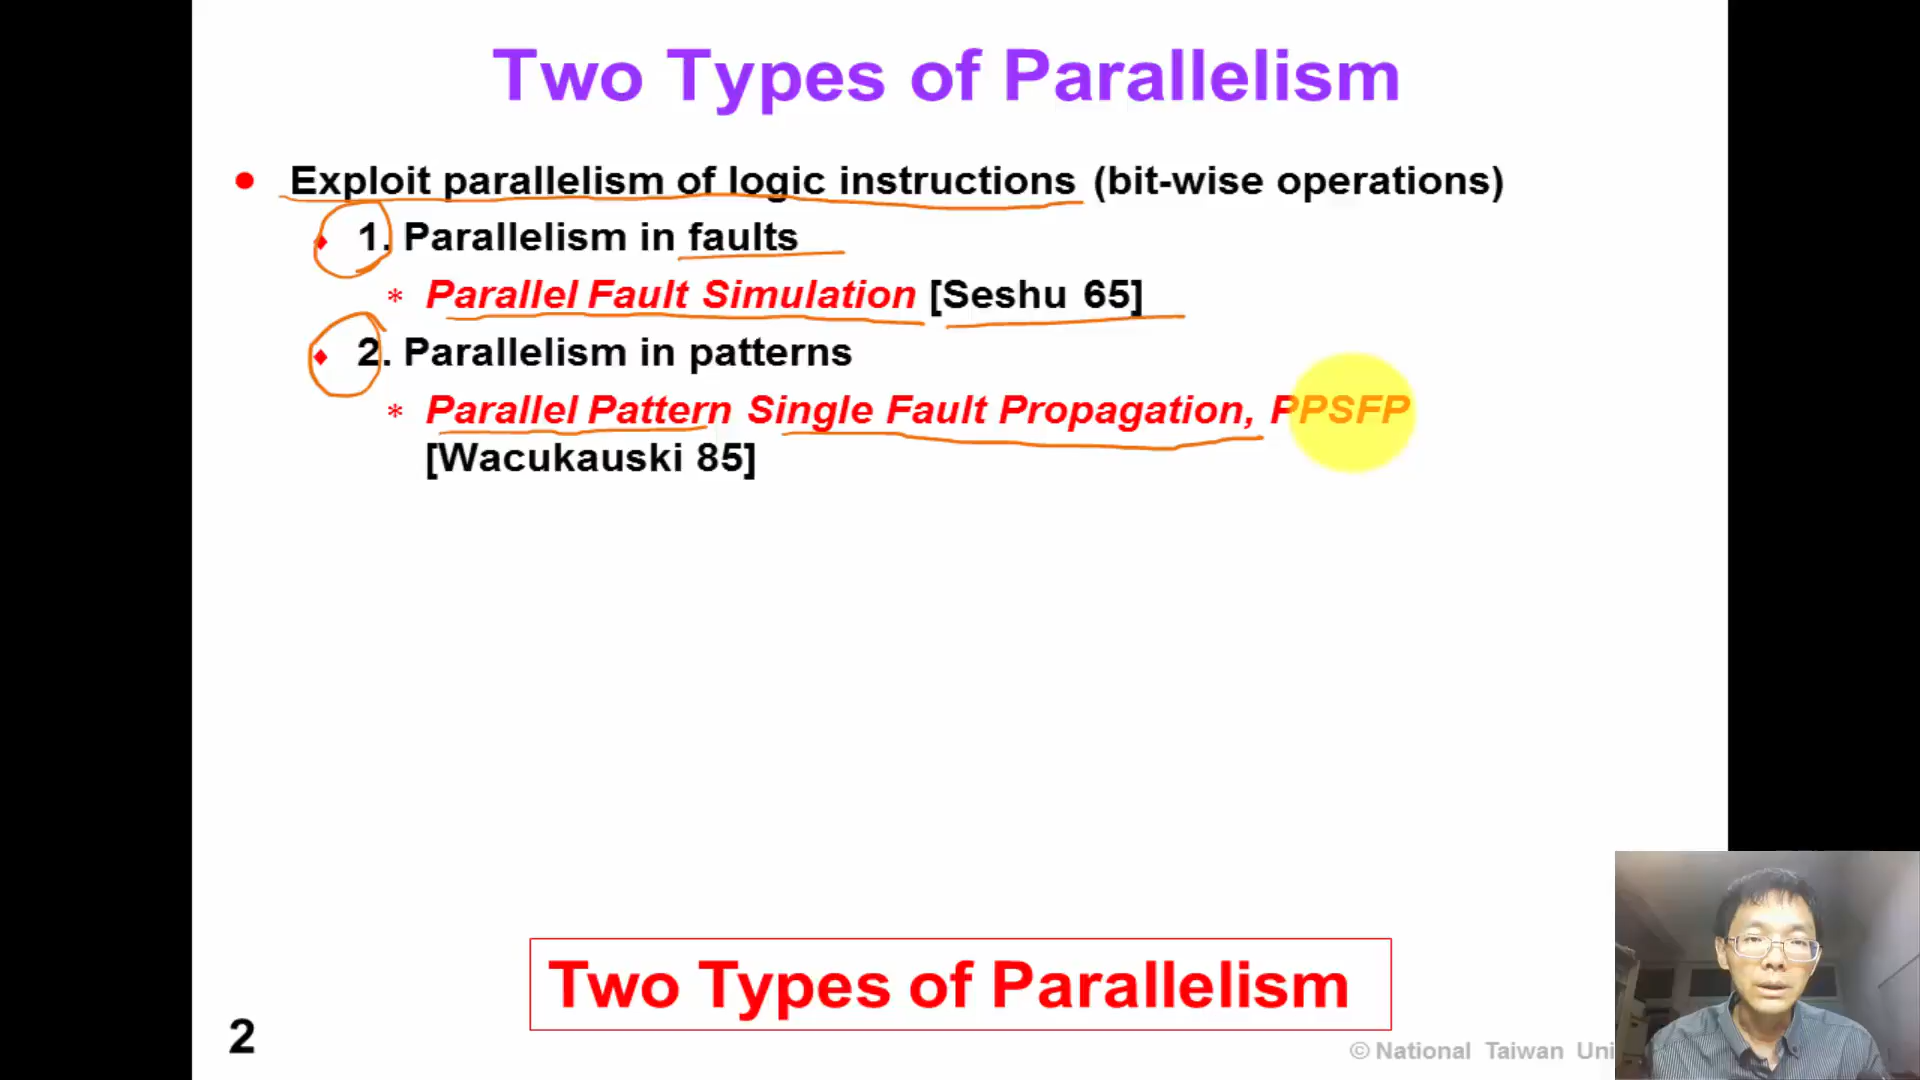 Two Types of Parallelism
Exploit parallelism of logic instructions (bit-wise operations)
1. Parallelism in faults
* Parallel Fault Simulation [Seshu 65]
2. Parallelism in patterns
* Parallel Pattern Single Fault Propagation, PPSFP
[Wacukauski 85]
Two Types of Parallelism
2
© National Taiwan Uni